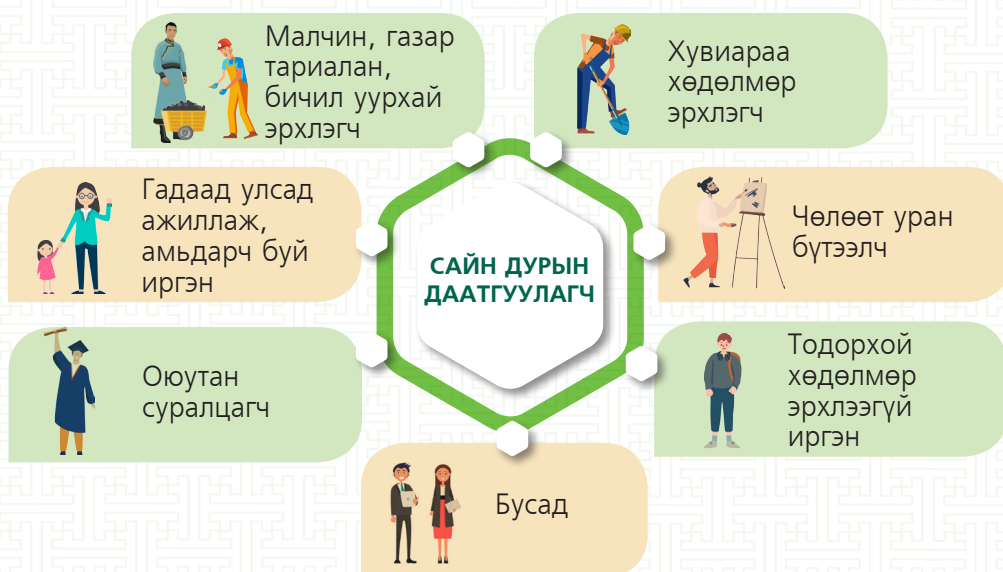 Малчин, газар
тариалан,
бичил уурхай
эрхлэгч
Хувиараа
хөдөлмөр
эрхлэгч
Гадаад улсад
ажиллаж,
амьдарч буй
иргэн
САЙН ДУРЫН
ДААТГУУЛАГЧ
Чөлөөт уран
бүтээлч
Оюутан
суралцагч
Тодорхой
хөдөлмөр
эрхлээгүй
иргэн
Бусад